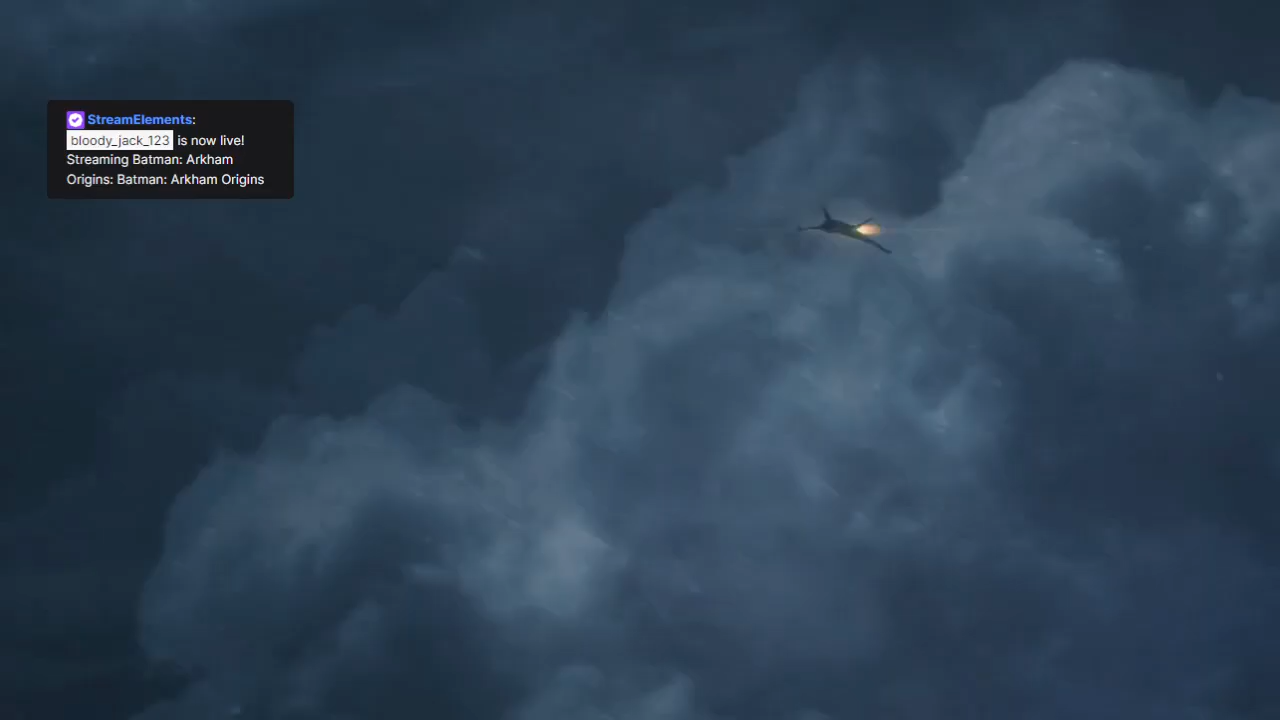 StreamElements:
bloody_jack_123 is now live!
Streaming Batman: Arkham
Origins: Batman: Arkham Origins